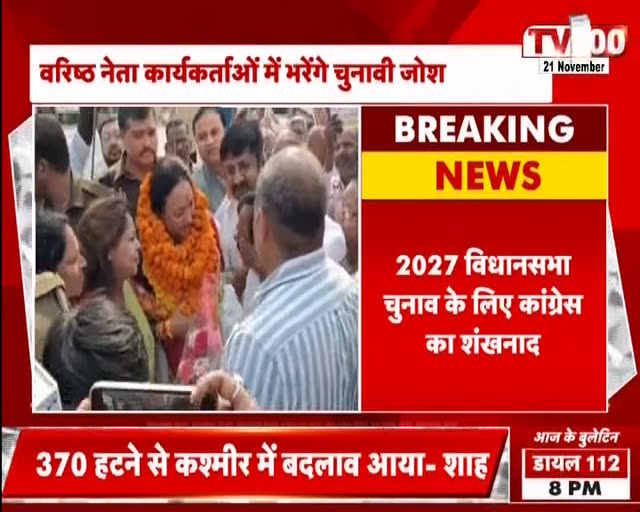 TV100
21 November
वरिष्ठ नेता कार्यकर्ताओं में भरेंगे चुनावी जोश
BREAKING
NEWS
2027 विधानसभा
चुनाव के लिए कांग्रेस
का शंखनाद
370 हटने से कश्मीर में बदलाव आया- शाह
आज के बुलेटिन
डायल 112
8 PM